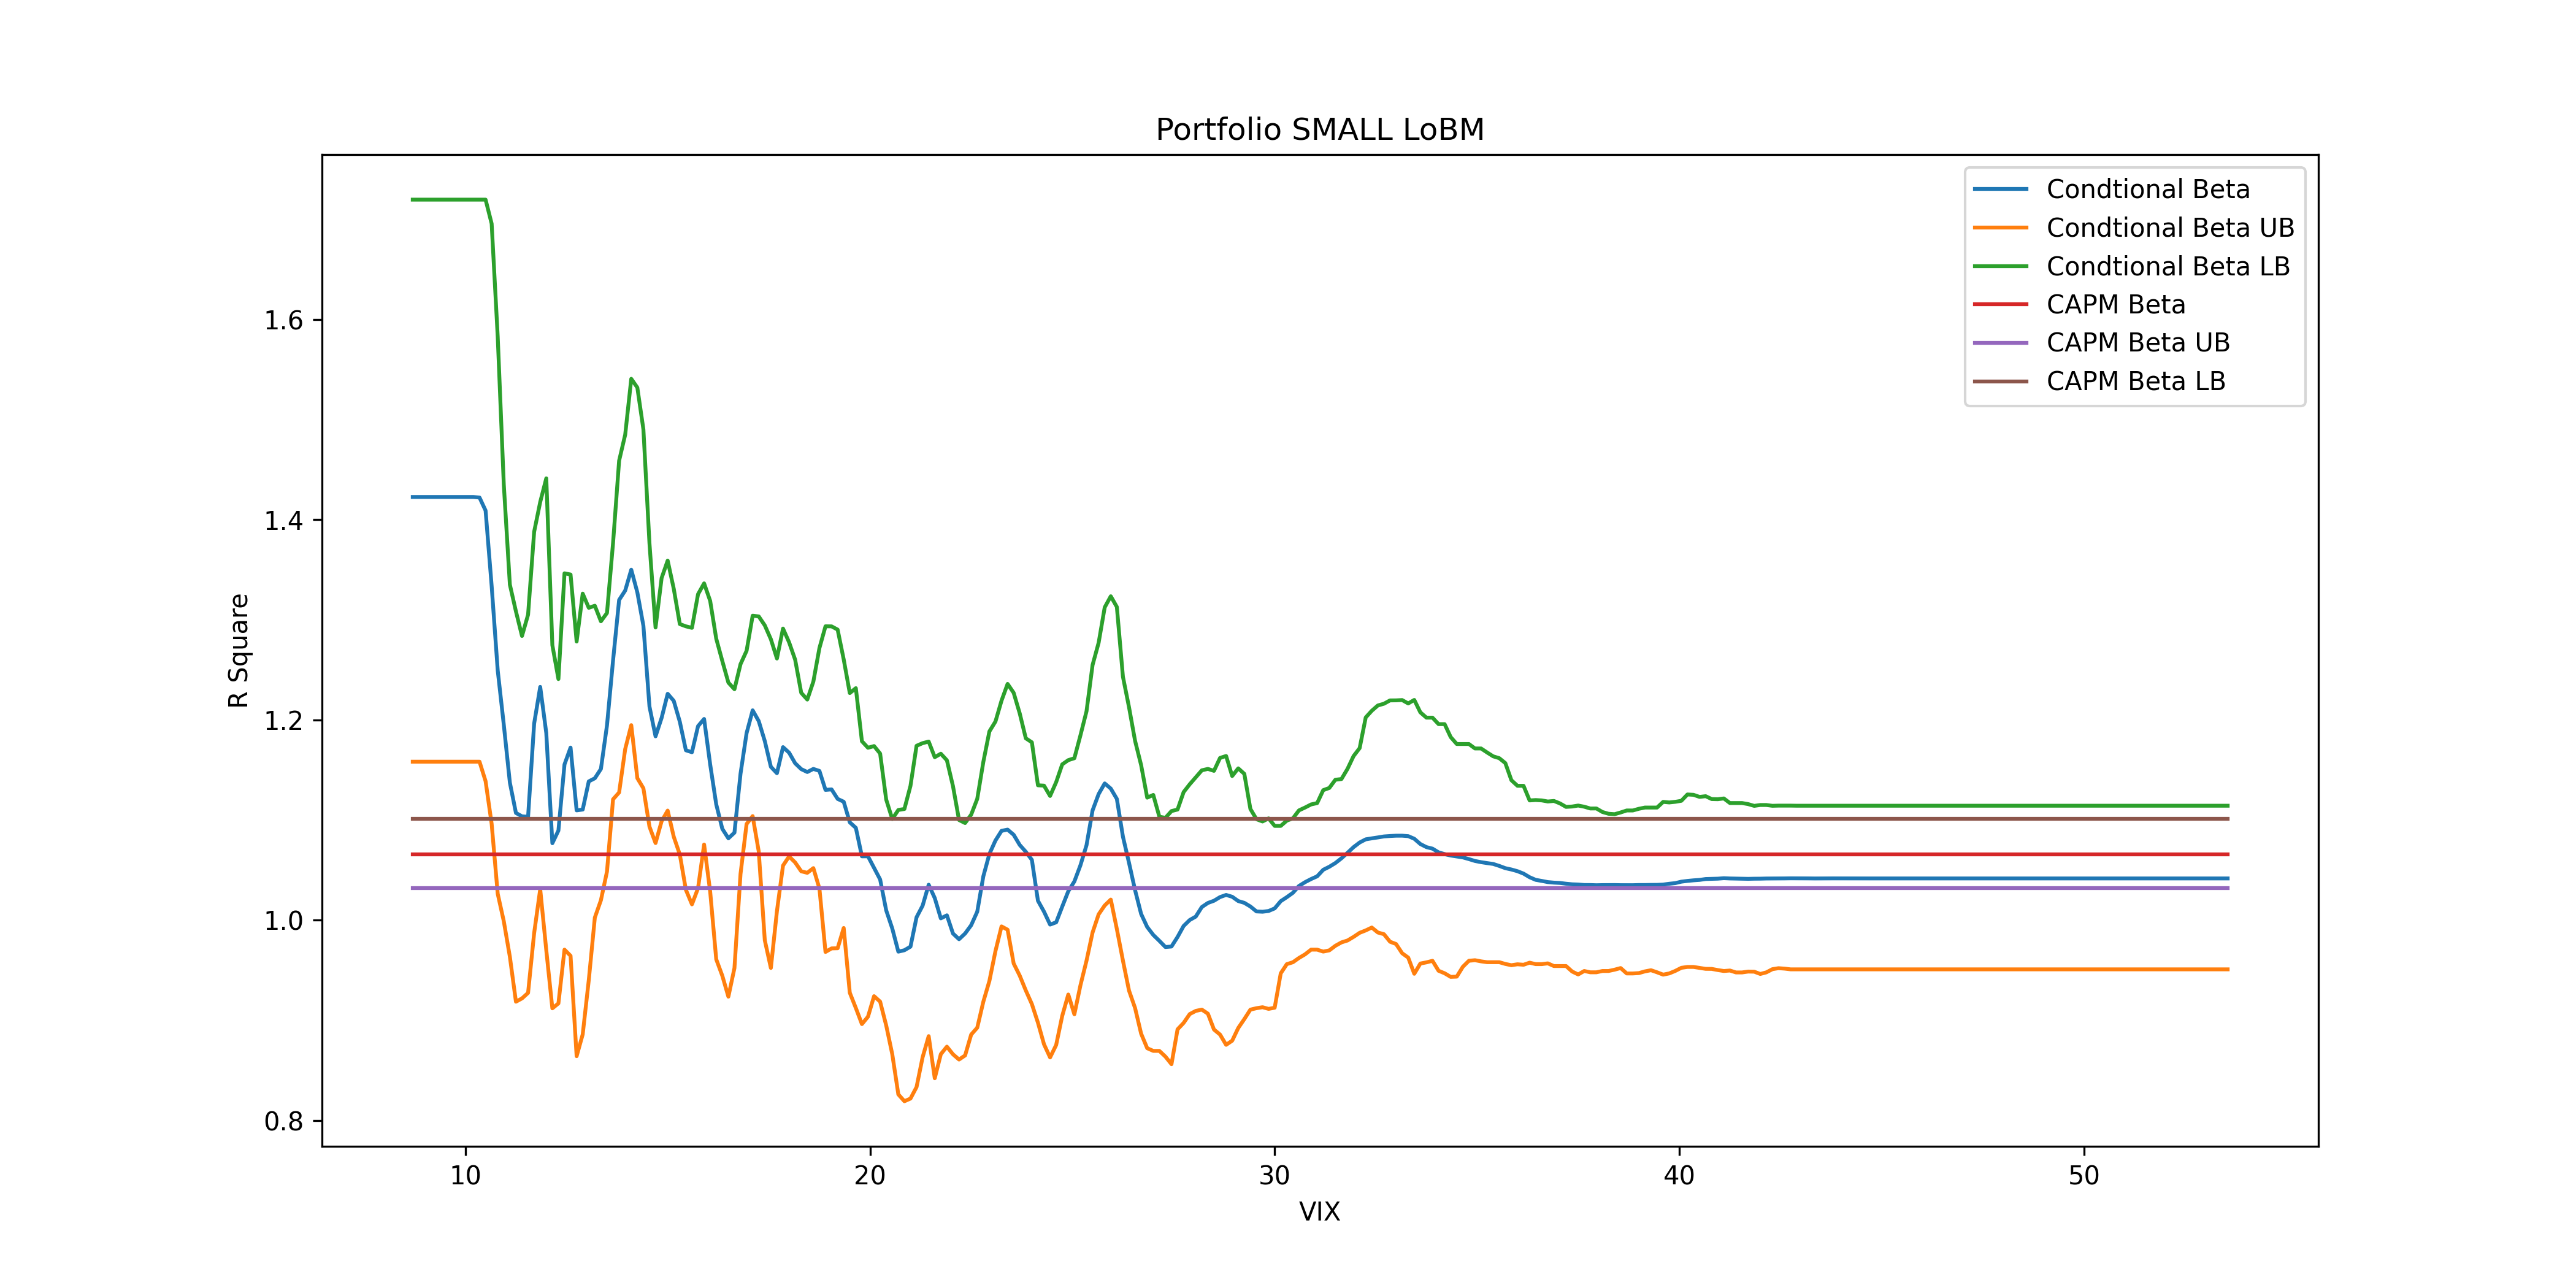 Portfolio SMALL LoBM
Condtional Beta
Condtional Beta UB
Condtional Beta LB
CAPM Beta
CAPM Beta UB
CAPM Beta LB
R Square
1.6
1.4
1.2
1.0
0.8
10 20 30 40 50
VIX